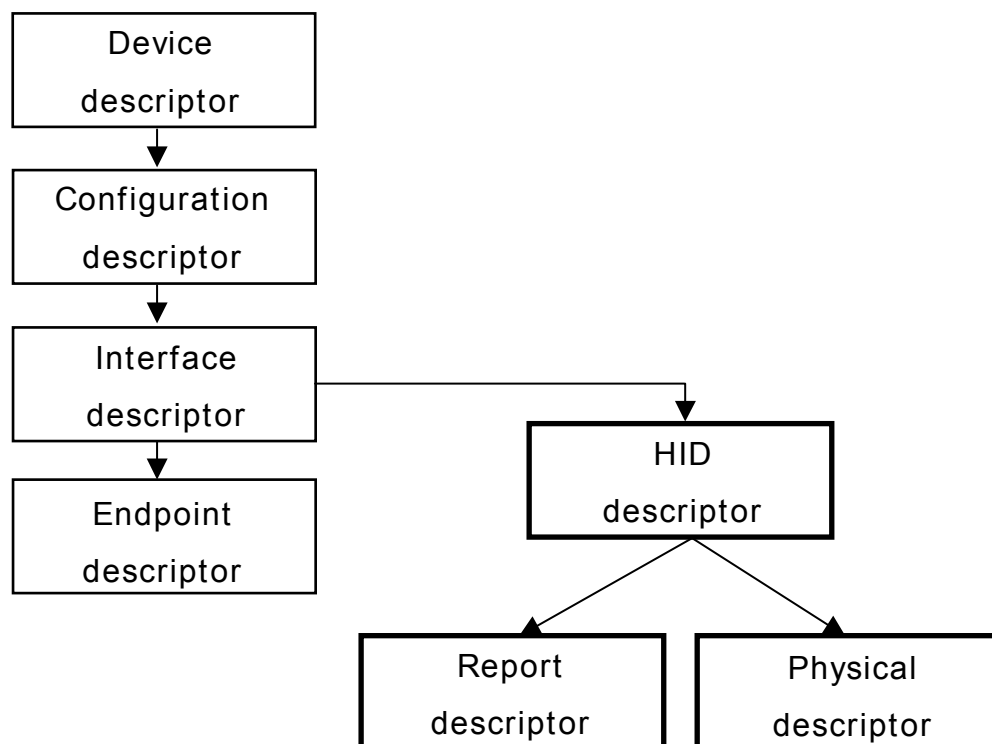 Device
descriptor
Configuration
descriptor
Interface
descriptor
Endpoint
descriptor
HID
descriptor
Report
descriptor
Physical
descriptor